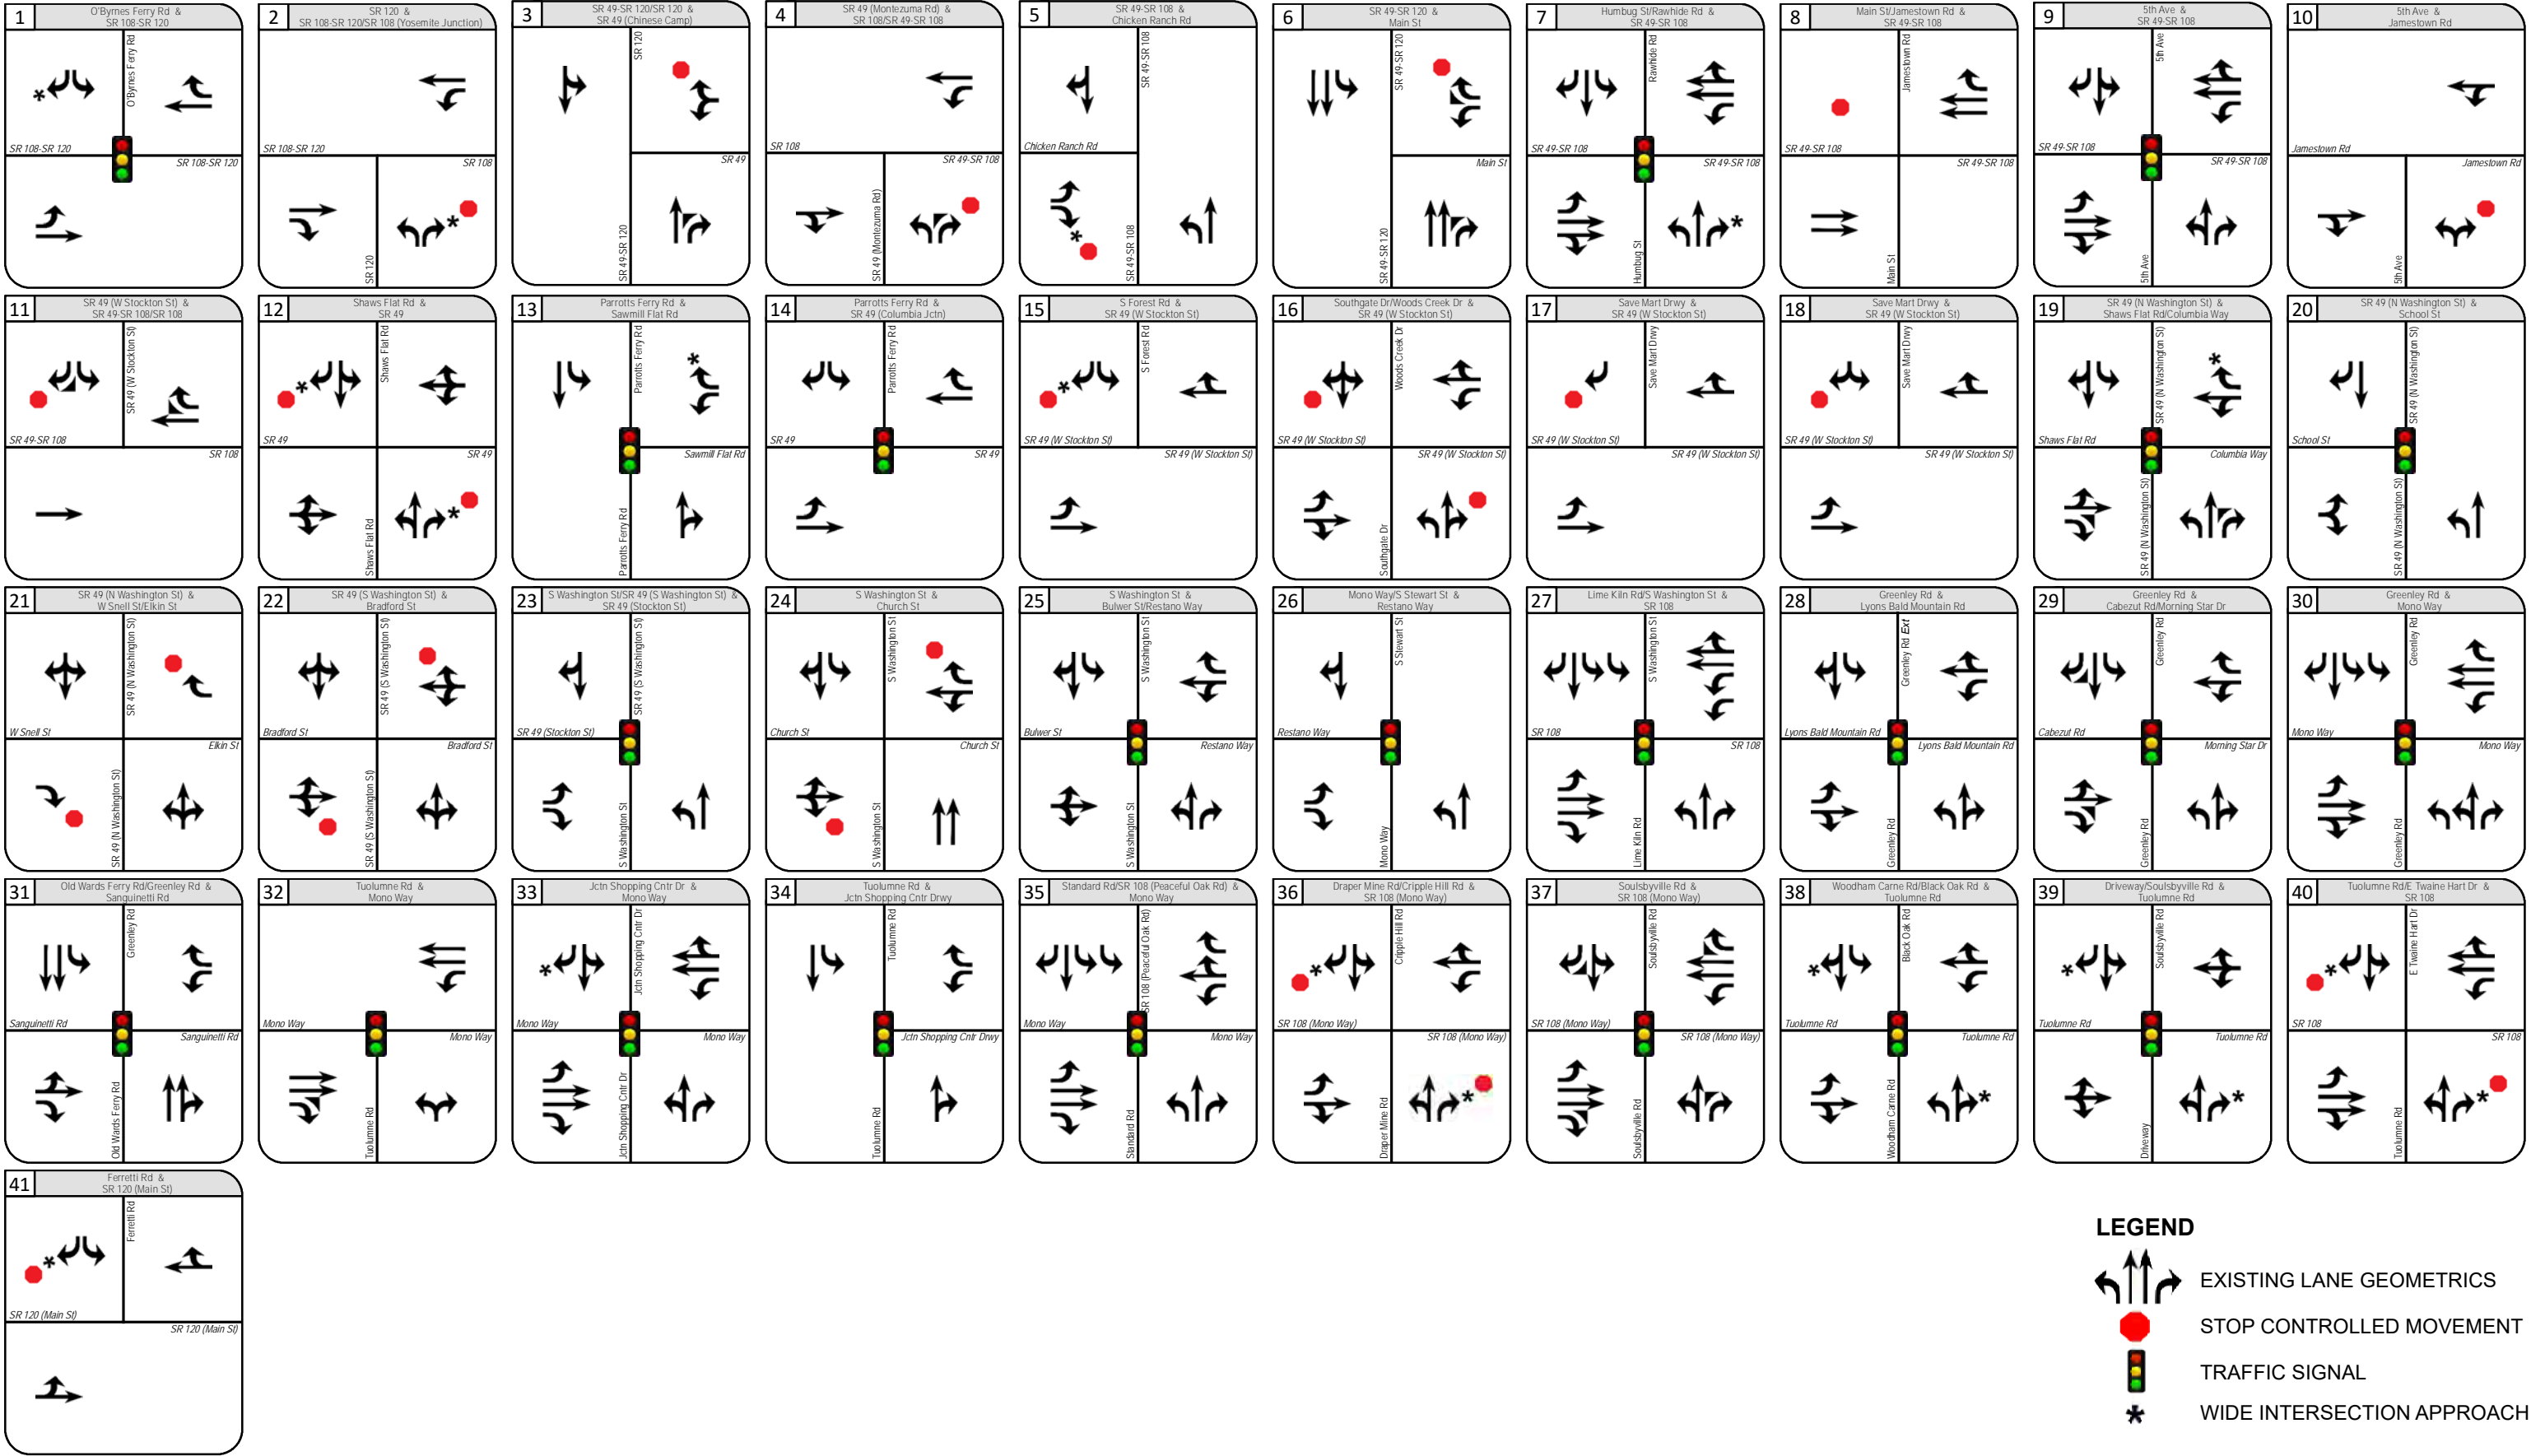 1
O'Byrnes Ferry Rd &
SR 108-SR 120
O'Byrnes Ferry Rd
*
SR 108-SR 120
SR 108-SR 120
2
SR 120 &
SR 108-SR 120/SR 108 (Yosemite Junction)
SR 108-SR 120
SR 108
SR 120
*
3
SR 49-SR 120/SR 120 &
SR 49 (Chinese Camp)
SR 120
SR 49
SR 49-SR 120
4
SR 49 (Montezuma Rd) &
SR 108/SR 49-SR 108
SR 108
SR 49-SR 108
SR 49 (Montezuma Rd)
5
SR 49-SR 108 &
Chicken Ranch Rd
SR 49-SR 108
Chicken Ranch Rd
*
SR 49-SR 108
6
SR 49-SR 120 &
Main St
SR 49-SR 120
Main St
SR 49-SR 120
7
Humbug St/Rawhide Rd &
SR 49-SR 108
Rawhide Rd
SR 49-SR 108
SR 49-SR 108
Humbug St
*
8
Main St/Jamestown Rd &
SR 49-SR 108
Jamestown Rd
SR 49-SR 108
SR 49-SR 108
Main St
9
5th Ave &
SR 49-SR 108
5th Ave
SR 49-SR 108
SR 49-SR 108
5th Ave
10
5th Ave &
Jamestown Rd
Jamestown Rd
Jamestown Rd
5th Ave
11
SR 49 (W Stockton St) &
SR 49-SR 108/SR 108
SR 49 (W Stockton St)
SR 49-SR 108
SR 108
12
Shaws Flat Rd &
SR 49
Shaws Flat Rd
*
SR 49
SR 49
Shaws Flat Rd
*
13
Parrotts Ferry Rd &
Sawmill Flat Rd
Parrotts Ferry Rd
*
Sawmill Flat Rd
Parrotts Ferry Rd
14
Parrotts Ferry Rd &
SR 49 (Columbia Jctn)
Parrotts Ferry Rd
SR 49
SR 49
15
S Forest Rd &
SR 49 (W Stockton St)
S Forest Rd
*
SR 49 (W Stockton St)
SR 49 (W Stockton St)
16
Southgate Dr/Woods Creek Dr &
SR 49 (W Stockton St)
Woods Creek Dr
SR 49 (W Stockton St)
SR 49 (W Stockton St)
Southgate Dr
17
Save Mart Drwy &
SR 49 (W Stockton St)
Save Mart Drwy
SR 49 (W Stockton St)
SR 49 (W Stockton St)
18
Save Mart Drwy &
SR 49 (W Stockton St)
Save Mart Drwy
SR 49 (W Stockton St)
SR 49 (W Stockton St)
19
SR 49 (N Washington St) &
Shaws Flat Rd/Columbia Way
SR 49 (N Washington St)
*
Shaws Flat Rd
Columbia Way
SR 49 (N Washington St)
20
SR 49 (N Washington St) &
School St
SR 49 (N Washington St)
School St
SR 49 (N Washington St)
21
SR 49 (N Washington St) &
W Snell St/Elkin St
SR 49 (N Washington St)
W Snell St
Elkin St
SR 49 (N Washington St)
22
SR 49 (S Washington St) &
Bradford St
SR 49 (S Washington St)
Bradford St
Bradford St
SR 49 (S Washington St)
23
S Washington St/SR 49 (S Washington St) &
SR 49 (Stockton St)
SR 49 (S Washington St)
SR 49 (Stockton St)
S Washington St
24
S Washington St &
Church St
S Washington St
Church St
Church St
S Washington St
25
S Washington St &
Bulwer St/Restano Way
S Washington St
Bulwer St
Restano Way
S Washington St
26
Mono Way/S Stewart St &
Restano Way
S Stewart St
Restano Way
Mono Way
27
Lime Kiln Rd/S Washington St &
SR 108
S Washington St
SR 108
SR 108
Lime Kiln Rd
28
Greenley Rd &
Lyons Bald Mountain Rd
Greenley Rd Ext
Lyons Bald Mountain Rd
Lyons Bald Mountain Rd
Greenley Rd
29
Greenley Rd &
Cabezut Rd/Morning Star Dr
Greenley Rd
Cabezut Rd
Morning Star Dr
Greenley Rd
30
Greenley Rd &
Mono Way
Greenley Rd
Mono Way
Mono Way
Greenley Rd
31
Old Wards Ferry Rd/Greenley Rd &
Sanguinetti Rd
Greenley Rd
Sanguinetti Rd
Sanguinetti Rd
Old Wards Ferry Rd
32
Tuolumne Rd &
Mono Way
Mono Way
Mono Way
Tuolumne Rd
33
Jctn Shopping Cntr Dr &
Mono Way
Jctn Shopping Cntr Dr
*
Mono Way
Mono Way
Jctn Shopping Cntr Dr
34
Tuolumne Rd &
Jctn Shopping Cntr Drwy
Tuolumne Rd
Jctn Shopping Cntr Drwy
Tuolumne Rd
35
Standard Rd/SR 108 (Peaceful Oak Rd) &
Mono Way
SR 108 (Peaceful Oak Rd)
Mono Way
Mono Way
Standard Rd
36
Draper Mine Rd/Cripple Hill Rd &
SR 108 (Mono Way)
Cripple Hill Rd
*
SR 108 (Mono Way)
SR 108 (Mono Way)
Draper Mine Rd
*
37
Soulsbyville Rd &
SR 108 (Mono Way)
Soulsbyville Rd
SR 108 (Mono Way)
SR 108 (Mono Way)
Soulsbyville Rd
38
Woodham Carne Rd/Black Oak Rd &
Tuolumne Rd
Black Oak Rd
*
Tuolumne Rd
Tuolumne Rd
Woodham Carne Rd
*
39
Driveway/Soulsbyville Rd &
Tuolumne Rd
Soulsbyville Rd
*
Tuolumne Rd
Tuolumne Rd
Driveway
*
40
Tuolumne Rd/E Twaine Hart Dr &
SR 108
E Twaine Hart Dr
*
SR 108
SR 108
Tuolumne Rd
*
41
Ferretti Rd &
SR 120 (Main St)
Ferretti Rd
*
SR 120 (Main St)
SR 120 (Main St)
LEGEND
EXISTING LANE GEOMETRICS
STOP CONTROLLED MOVEMENT
TRAFFIC SIGNAL
* WIDE INTERSECTION APPROACH